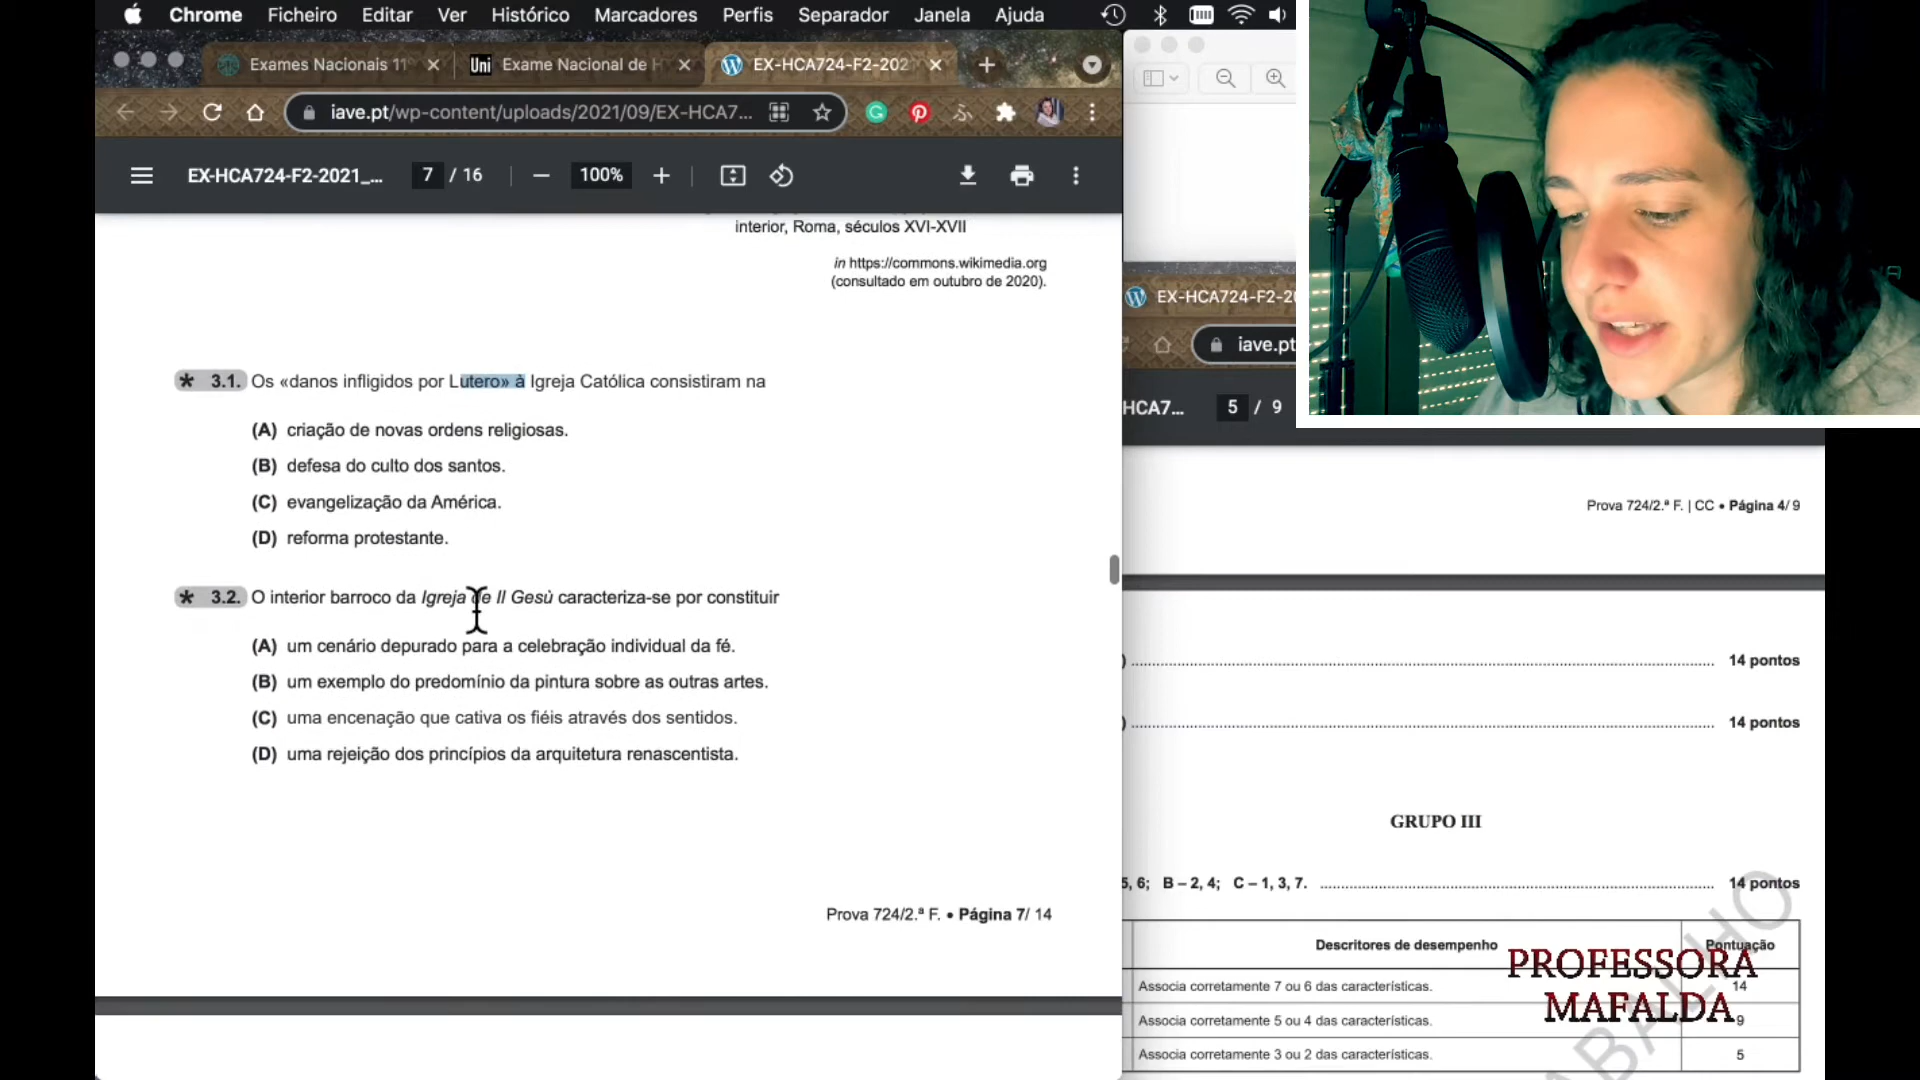 Chrome Ficheiro Editar Ver Histórico Marcadores Perfis Separador Janela Ajuda
Exames Nacionais 11º
Uni Exame Nacional de H
EX-HCA724-F2-2021
iave.pt/wp-content/uploads/2021/09/EX-HCA7...
EX-HCA724-F2-2021_... 7 / 16 100%
interior, Roma, séculos XVI-XVII
in https://commons.wikimedia.org
(consultado em outubro de 2020).
* 3.1. Os «danos infligidos por Lutero» à Igreja Católica consistiram na
(A) criação de novas ordens religiosas.
(B) defesa do culto dos santos.
(C) evangelização da América.
(D) reforma protestante.
* 3.2. O interior barroco da Igreja de Il Gesù caracteriza-se por constituir
(A) um cenário depurado para a celebração individual da fé.
(B) um exemplo do predomínio da pintura sobre as outras artes.
(C) uma encenação que cativa os fiéis através dos sentidos.
(D) uma rejeição dos princípios da arquitetura renascentista.
Prova 724/2.ª F. • Página 7/ 14
EX-HCA724-F2-20
iave.pt
HCA7... 5 / 9
Prova 724/2.ª F. | CC • Página 4/ 9
) .......... 14 pontos
) .......... 14 pontos
GRUPO III
5, 6; B – 2, 4; C – 1, 3, 7. .......... 14 pontos
Descritores de desempenho Pontuação
Associa corretamente 7 ou 6 das características. 14
Associa corretamente 5 ou 4 das características. 9
Associa corretamente 3 ou 2 das características. 5
PROFESSORA
MAFALDA